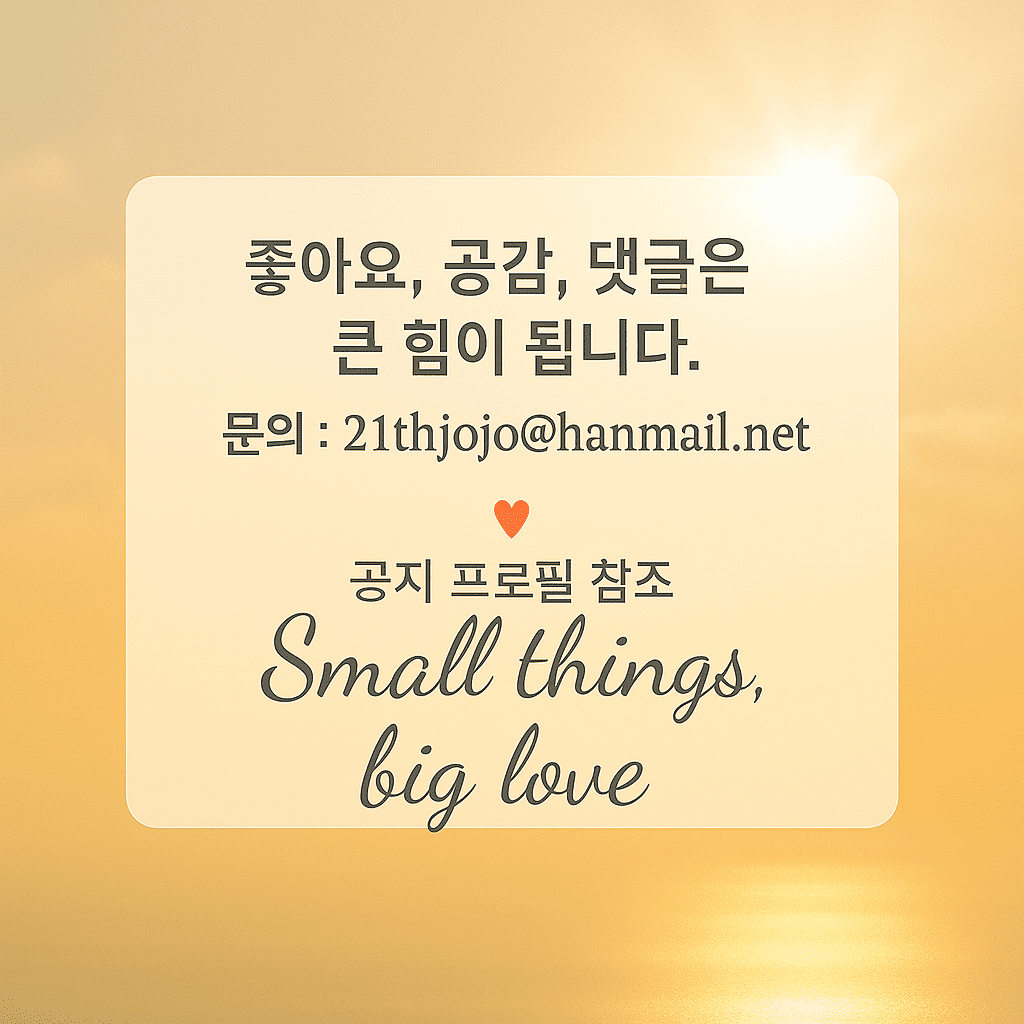 좋아요, 공감, 댓글은
큰 힘이 됩니다.
문의 : 21thjojo@hanmail.net
공지 프로필 참조
Small things,
big love